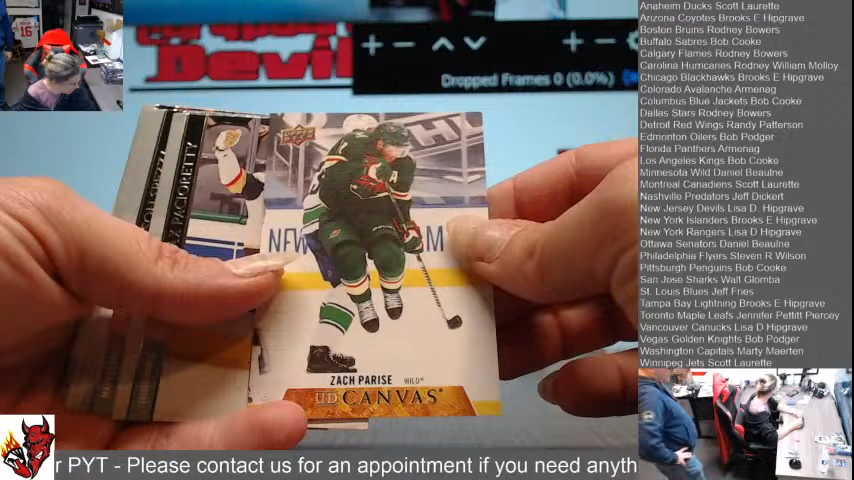 Dropped Frames 0 (0.0%)
16
Devil
UPPER DECK
SPEZZA
X PACIORETTY
NEW
SM
ZACH PARISE WILD
UD CANVAS
Anaheim Ducks Scott Laurette
Arizona Coyotes Brooks E Hipgrave
Boston Bruins Rodney Bowers
Buffalo Sabres Bob Cooke
Calgary Flames Rodney Bowers
Carolina Hurricanes Rodney William Molloy
Chicago Blackhawks Brooks E Hipgrave
Colorado Avalanche Armenag
Columbus Blue Jackets Bob Cooke
Dallas Stars Rodney Bowers
Detroit Red Wings Randy Patterson
Edmonton Oilers Bob Podger
Florida Panthers Armenag
Los Angeles Kings Bob Cooke
Minnesota Wild Daniel Beaulne
Montreal Canadiens Scott Laurette
Nashville Predators Jeff Dickert
New Jersey Devils Lisa D. Hipgrave
New York Islanders Brooks E Hipgrave
New York Rangers Lisa D Hipgrave
Ottawa Senators Daniel Beaulne
Philadelphia Flyers Steven R Wilson
Pittsburgh Penguins Bob Cooke
San Jose Sharks Wall Glomba
St. Louis Blues Jeff Fries
Tampa Bay Lightning Brooks E Hipgrave
Toronto Maple Leafs Jennifer Pettitt Piercey
Vancouver Canucks Lisa D Hipgrave
Vegas Golden Knights Bob Podger
Washington Capitals Marty Maerten
Winnipeg Jets Scott Laurette
r PYT - Please contact us for an appointment if you need anyth